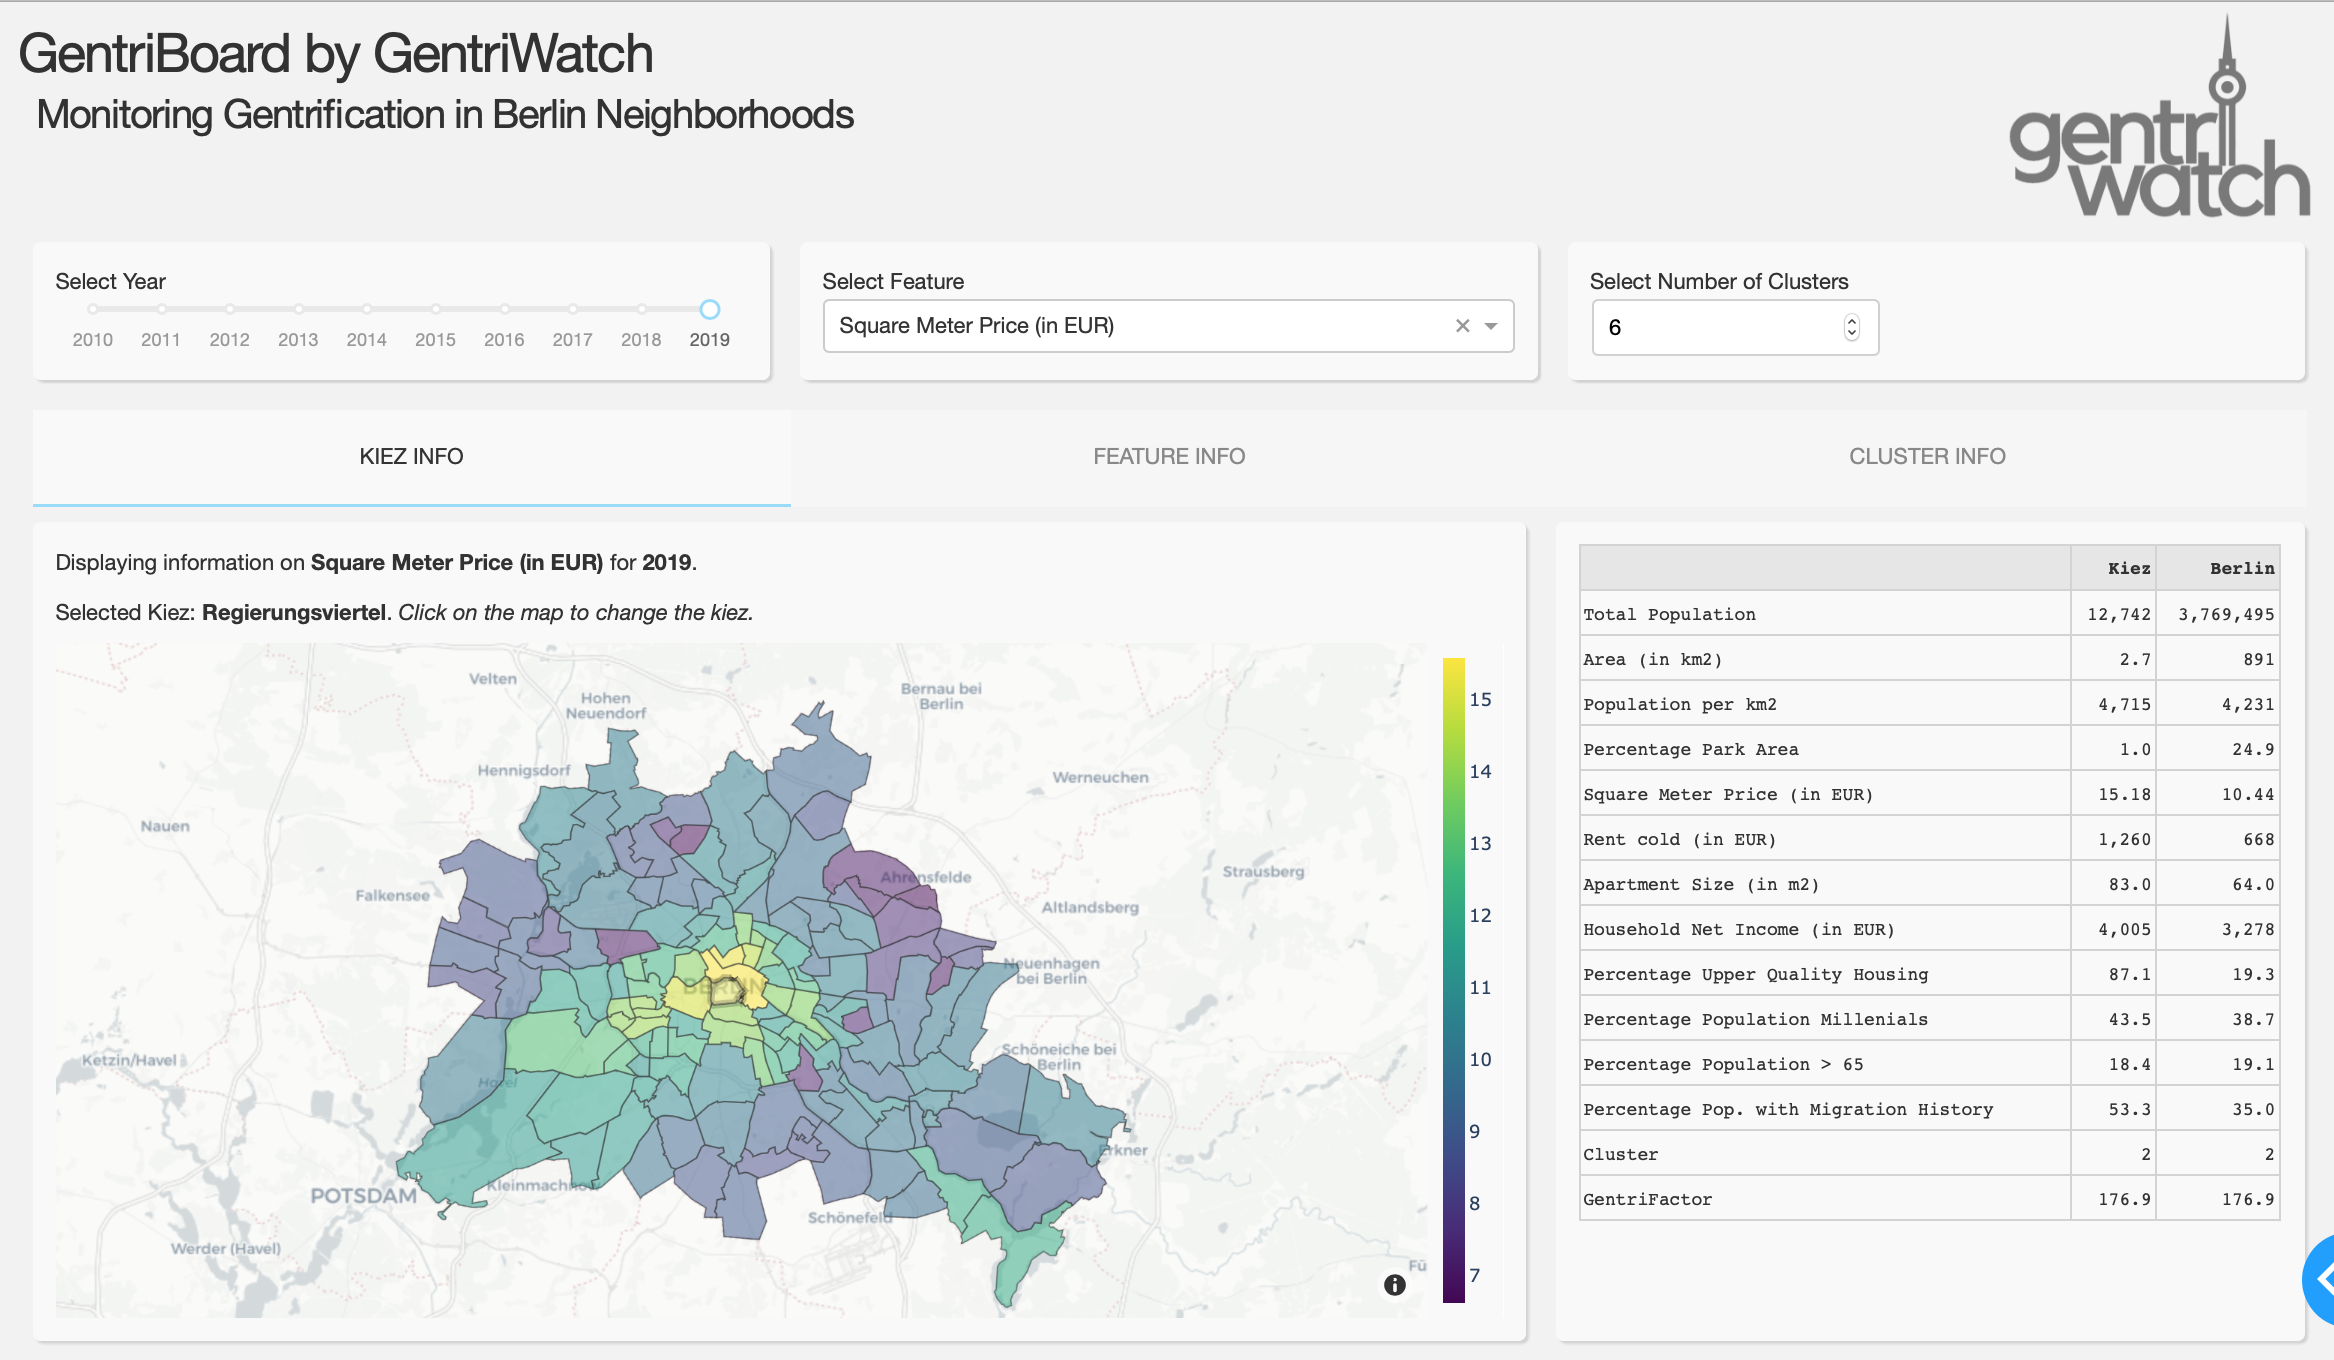 GentriBoard by GentriWatch
Monitoring Gentrification in Berlin Neighborhoods
gentri
watch
Select Year
2010 2011 2012 2013 2014 2015 2016 2017 2018 2019
Select Feature
Square Meter Price (in EUR)
Select Number of Clusters
6
KIEZ INFO
FEATURE INFO
CLUSTER INFO
Displaying information on Square Meter Price (in EUR) for 2019.
Selected Kiez: Regierungsviertel. Click on the map to change the kiez.
Velten
Hohen
Neuendorf
Bernau bei
Berlin
Hennigsdorf
Werneuchen
Nauen
Falkensee
Ahrensfelde
Strausberg
Altlandsberg
BERLIN
Neuenhagen
bei Berlin
Ketzin/Havel
Havel
Schöneiche bei
Berlin
Erkner
POTSDAM
Kleinmachnow
Schönefeld
Werder (Havel)
Fü
15
14
13
12
11
10
9
8
7
Kiez Berlin
Total Population 12,742 3,769,495
Area (in km2) 2.7 891
Population per km2 4,715 4,231
Percentage Park Area 1.0 24.9
Square Meter Price (in EUR) 15.18 10.44
Rent cold (in EUR) 1,260 668
Apartment Size (in m2) 83.0 64.0
Household Net Income (in EUR) 4,005 3,278
Percentage Upper Quality Housing 87.1 19.3
Percentage Population Millenials 43.5 38.7
Percentage Population > 65 18.4 19.1
Percentage Pop. with Migration History 53.3 35.0
Cluster 2 2
GentriFactor 176.9 176.9